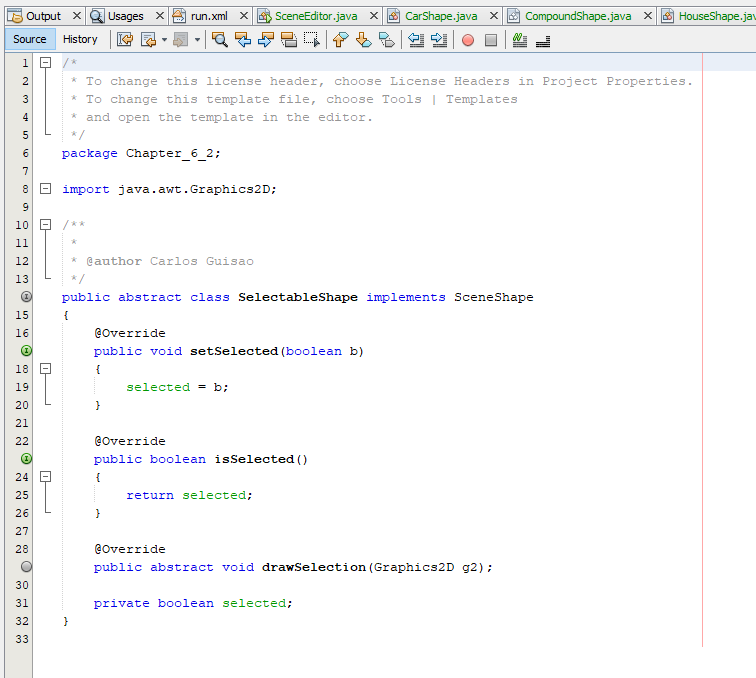 Output Usages run.xml SceneEditor.java CarShape.java CompoundShape.java HouseShape.jav
Source History
1 /*
2 * To change this license header, choose License Headers in Project Properties.
3 * To change this template file, choose Tools | Templates
4 * and open the template in the editor.
5 */
6 package Chapter_6_2;
7
8 import java.awt.Graphics2D;
9
10 /**
11 *
12 * @author Carlos Guisao
13 */
public abstract class SelectableShape implements SceneShape
15 {
16 @Override
public void setSelected(boolean b)
18 {
19 selected = b;
20 }
21
22 @Override
public boolean isSelected()
24 {
25 return selected;
26 }
27
28 @Override
public abstract void drawSelection(Graphics2D g2);
30
31 private boolean selected;
32 }
33